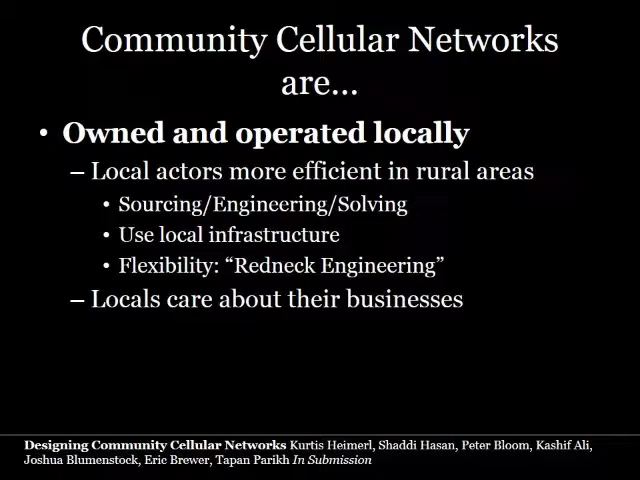 Community Cellular Networks
are...
• Owned and operated locally
– Local actors more efficient in rural areas
• Sourcing/Engineering/Solving
• Use local infrastructure
• Flexibility: “Redneck Engineering”
– Locals care about their businesses
Designing Community Cellular Networks Kurtis Heimerl, Shaddi Hasan, Peter Bloom, Kashif Ali,
Joshua Blumenstock, Eric Brewer, Tapan Parikh In Submission